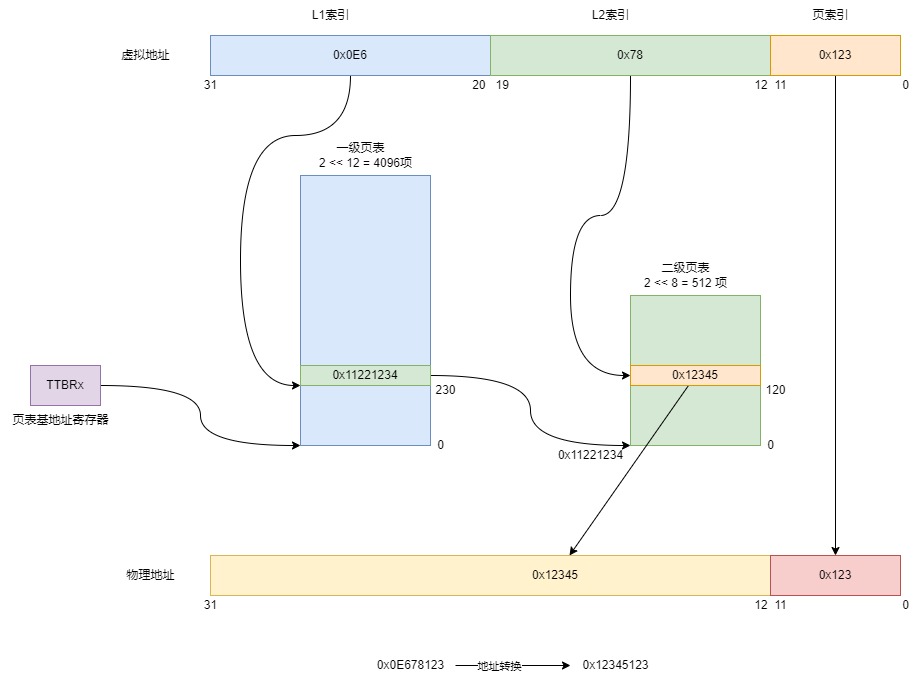 L1索引
L2索引
页索引
虚拟地址
0x0E6
0x78
0x123
31
20
19
12
11
0
一级页表
2 << 12 = 4096项
二级页表
2 << 8 = 512 项
TTBRx
页表基地址寄存器
0x11221234
230
0
0x12345
120
0
0x11221234
物理地址
0x12345
0x123
31
12
11
0
0x0E678123
地址转换
0x12345123